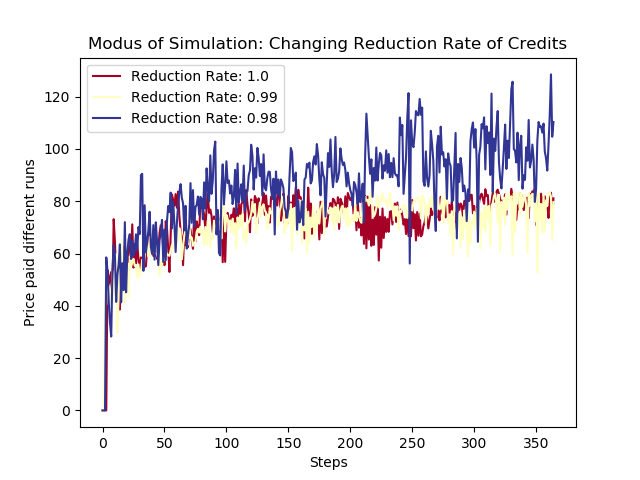 Modus of Simulation: Changing Reduction Rate of Credits
Reduction Rate: 1.0
Reduction Rate: 0.99
Reduction Rate: 0.98
Price paid different runs
120
100
80
60
40
20
0
0 50 100 150 200 250 300 350
Steps